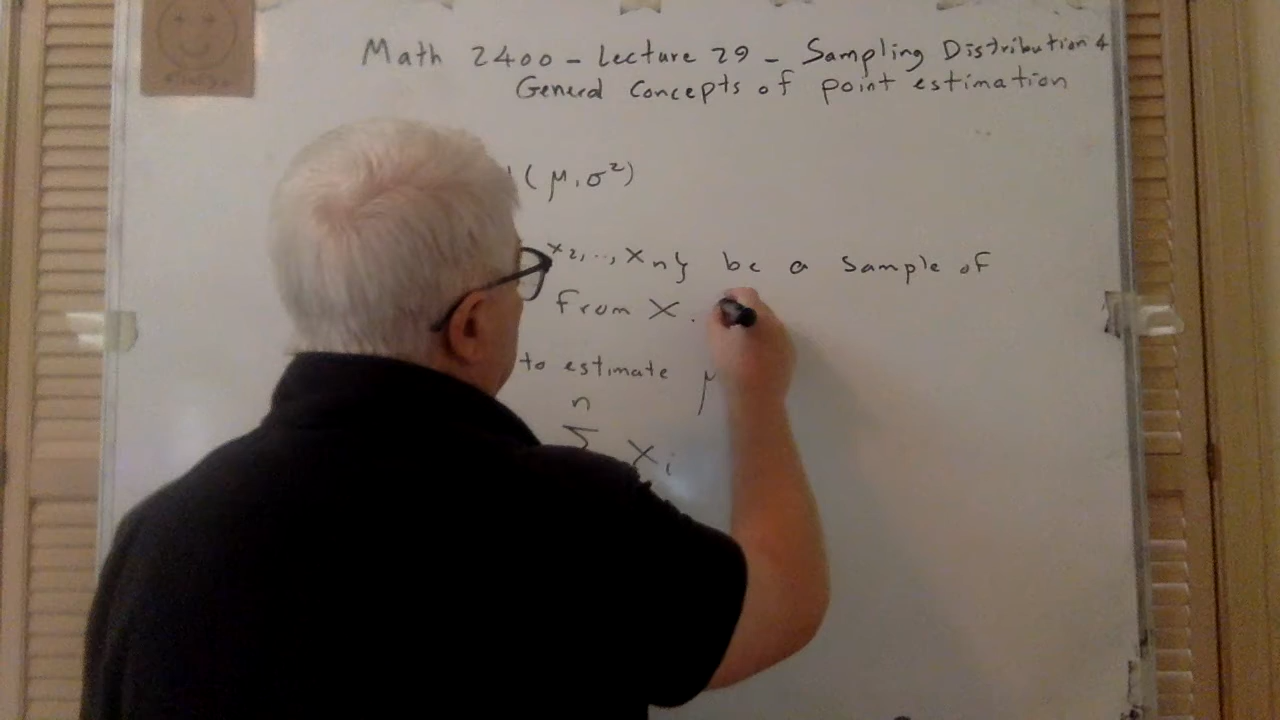 Math 2400 - Lecture 29 - Sampling Distribution &
General Concepts of point estimation
( μ, σ²)
x₂, .., xₙ} be a sample of
from X.
to estimate μ
n
Σ Xᵢ